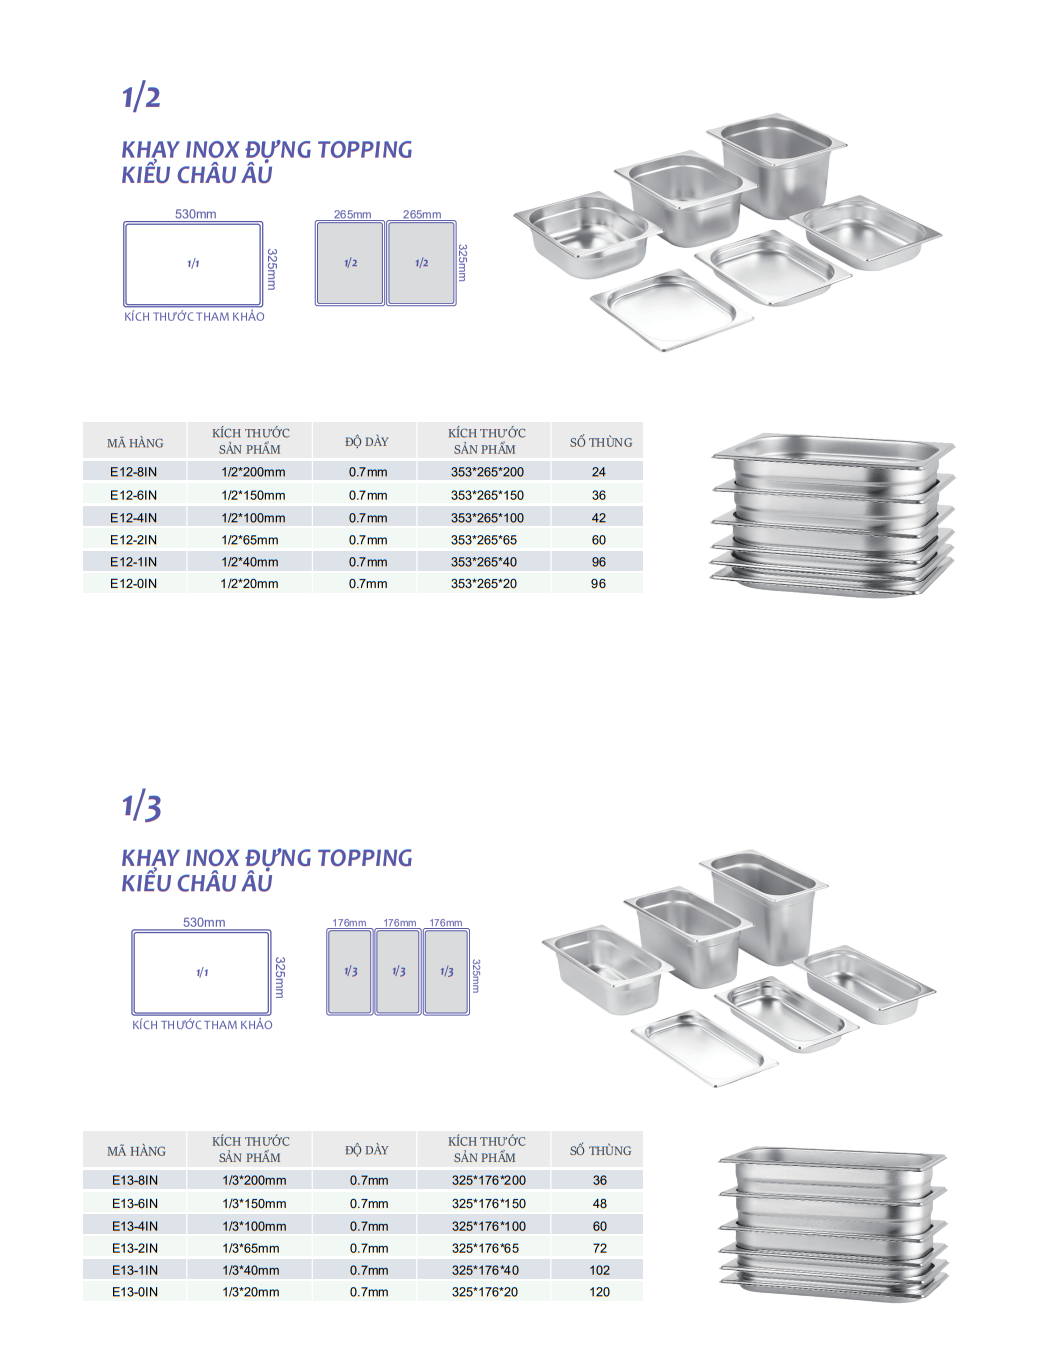 1/2
KHAY INOX ĐỰNG TOPPING
KIỂU CHÂU ÂU
530mm
265mm 265mm
1/1
325mm
1/2 1/2
325mm
KÍCH THƯỚC THAM KHẢO
MÃ HÀNG KÍCH THƯỚC SẢN PHẨM ĐỘ DÀY KÍCH THƯỚC SẢN PHẨM SỐ THÙNG
E12-8IN 1/2*200mm 0.7mm 353*265*200 24
E12-6IN 1/2*150mm 0.7mm 353*265*150 36
E12-4IN 1/2*100mm 0.7mm 353*265*100 42
E12-2IN 1/2*65mm 0.7mm 353*265*65 60
E12-1IN 1/2*40mm 0.7mm 353*265*40 96
E12-0IN 1/2*20mm 0.7mm 353*265*20 96
1/3
KHAY INOX ĐỰNG TOPPING
KIỂU CHÂU ÂU
530mm
176mm 176mm 176mm
1/1
325mm
1/3 1/3 1/3
325mm
KÍCH THƯỚC THAM KHẢO
MÃ HÀNG KÍCH THƯỚC SẢN PHẨM ĐỘ DÀY KÍCH THƯỚC SẢN PHẨM SỐ THÙNG
E13-8IN 1/3*200mm 0.7mm 325*176*200 36
E13-6IN 1/3*150mm 0.7mm 325*176*150 48
E13-4IN 1/3*100mm 0.7mm 325*176*100 60
E13-2IN 1/3*65mm 0.7mm 325*176*65 72
E13-1IN 1/3*40mm 0.7mm 325*176*40 102
E13-0IN 1/3*20mm 0.7mm 325*176*20 120